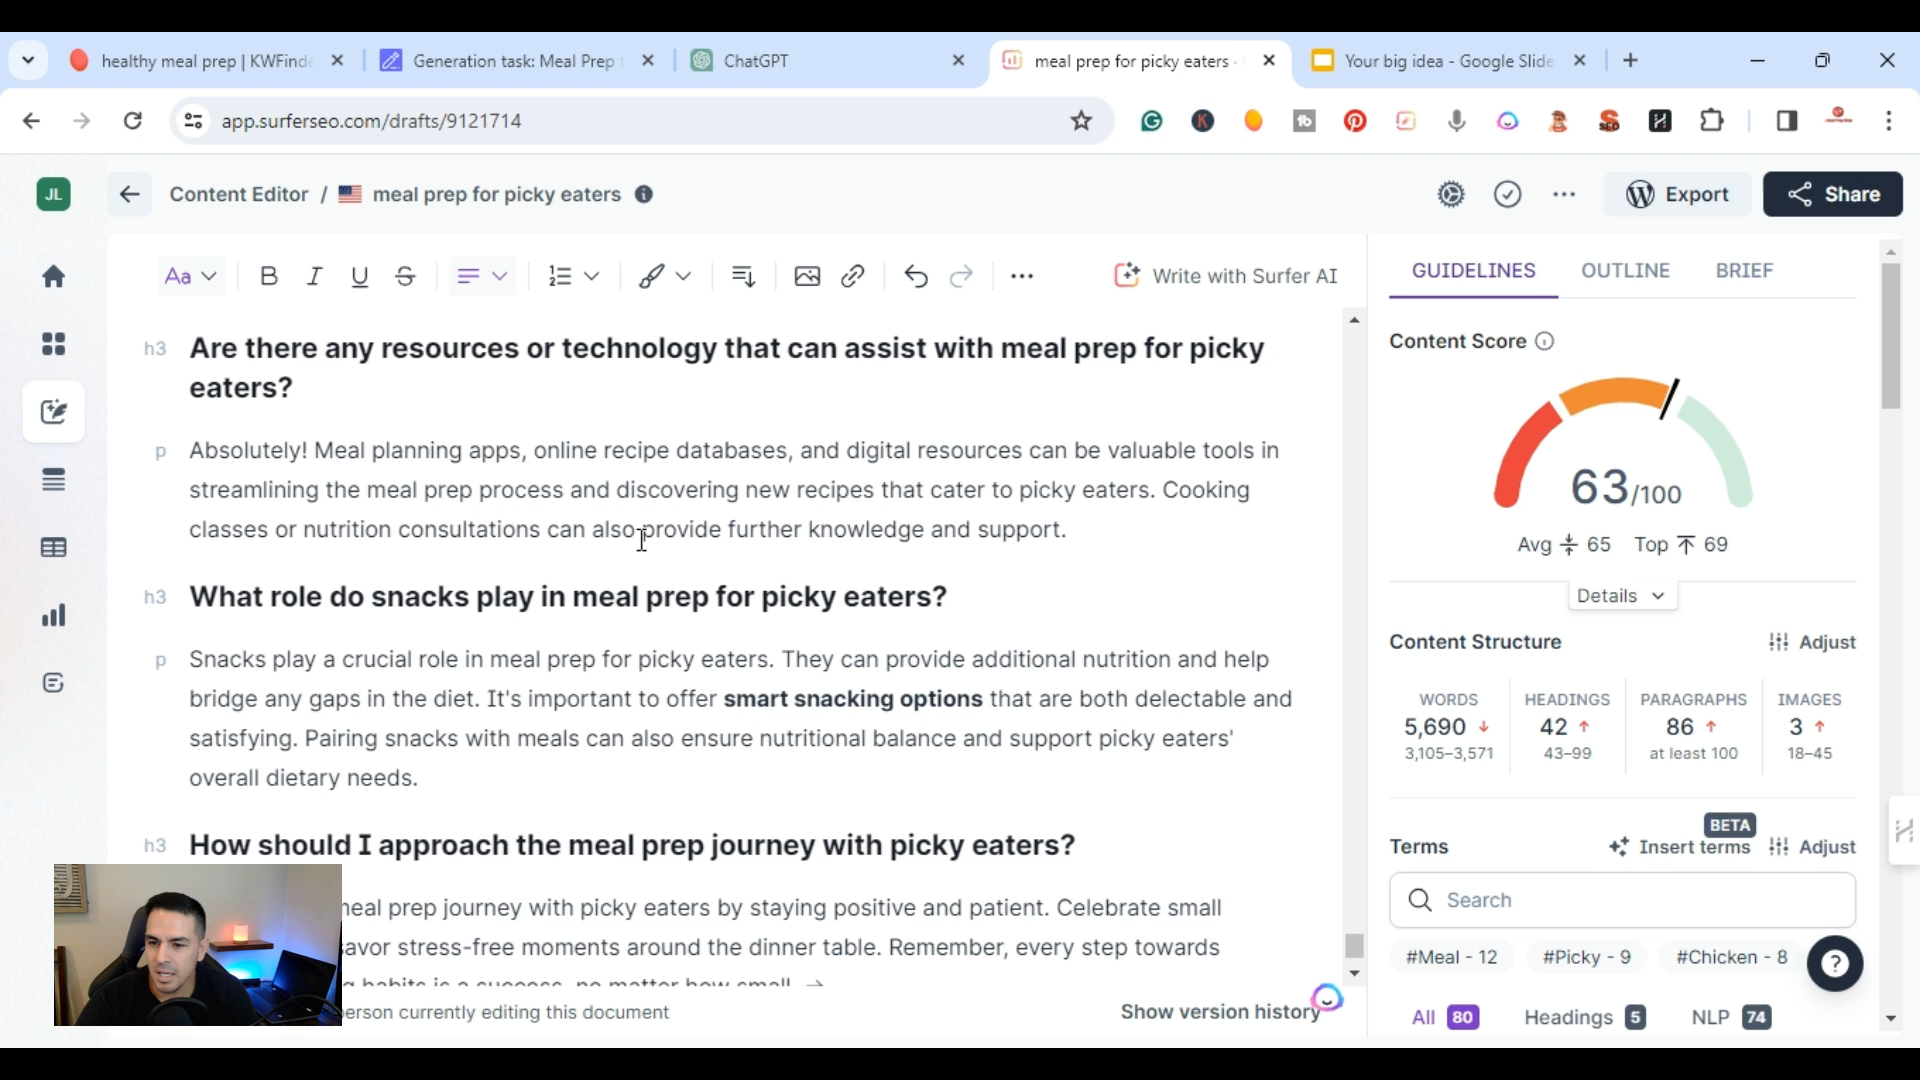 healthy meal prep | KWFinde
Generation task: Meal Prep f
ChatGPT
meal prep for picky eaters -
Your big idea - Google Slide
app.surferseo.com/drafts/9121714
JL
Content Editor / meal prep for picky eaters
Export
Share
Aa
Write with Surfer AI
GUIDELINES OUTLINE BRIEF
h3 Are there any resources or technology that can assist with meal prep for picky
eaters?
p Absolutely! Meal planning apps, online recipe databases, and digital resources can be valuable tools in
streamlining the meal prep process and discovering new recipes that cater to picky eaters. Cooking
classes or nutrition consultations can also provide further knowledge and support.
h3 What role do snacks play in meal prep for picky eaters?
p Snacks play a crucial role in meal prep for picky eaters. They can provide additional nutrition and help
bridge any gaps in the diet. It's important to offer smart snacking options that are both delectable and
satisfying. Pairing snacks with meals can also ensure nutritional balance and support picky eaters'
overall dietary needs.
h3 How should I approach the meal prep journey with picky eaters?
neal prep journey with picky eaters by staying positive and patient. Celebrate small
avor stress-free moments around the dinner table. Remember, every step towards
g habits is a success, no matter how small. →
erson currently editing this document
Show version history
Content Score
63/100
Avg 65 Top 69
Details
Content Structure
Adjust
WORDS HEADINGS PARAGRAPHS IMAGES
5,690 ↓ 42 ↑ 86 ↑ 3 ↑
3,105–3,571 43–99 at least 100 18–45
BETA
Terms
Insert terms
Adjust
Search
#Meal - 12 #Picky - 9 #Chicken - 8
?
All 80 Headings 5 NLP 74